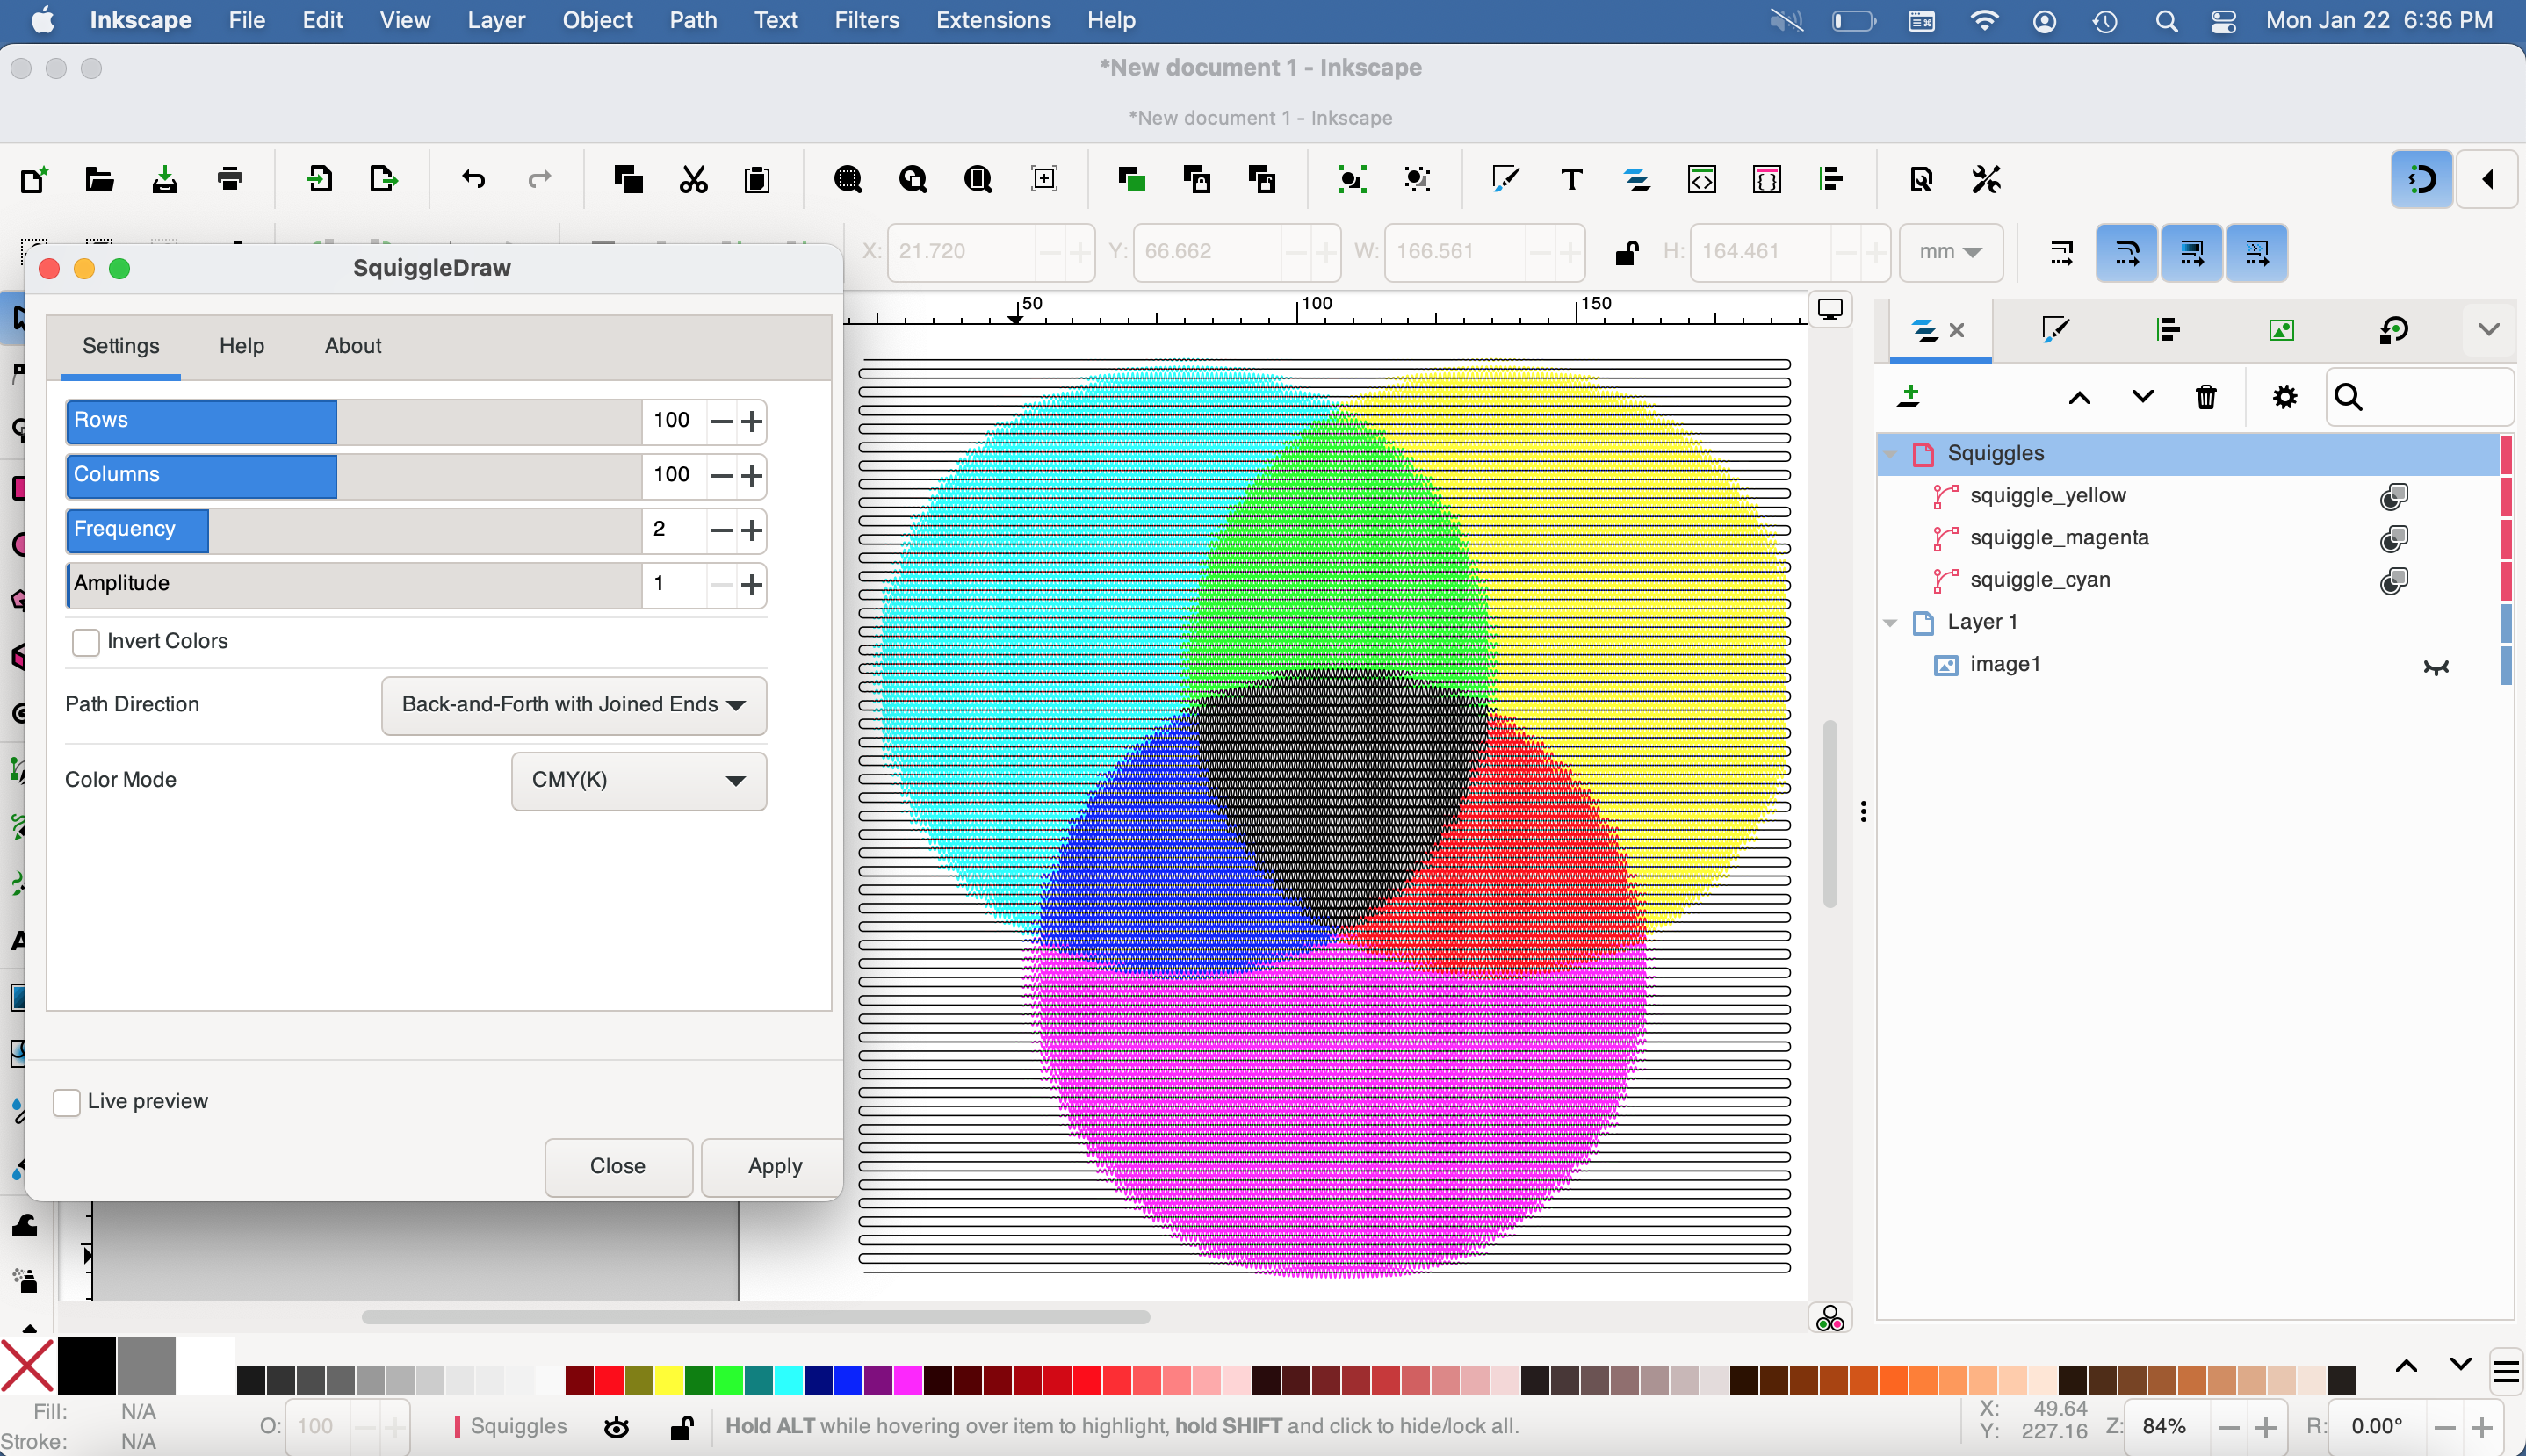 Inkscape File Edit View Layer Object Path Text Filters Extensions Help Mon Jan 22 6:36 PM
*New document 1 - Inkscape
*New document 1 - Inkscape
X: 21.720 Y: 66.662 W: 166.561 H: 164.461 mm
SquiggleDraw
50 100 150
Settings Help About
Rows 100
Columns 100
Frequency 2
Amplitude 1
Invert Colors
Path Direction Back-and-Forth with Joined Ends
Color Mode CMY(K)
Live preview
Close Apply
Squiggles
squiggle_yellow
squiggle_magenta
squiggle_cyan
Layer 1
image1
Fill: N/A
Stroke: N/A
O: 100
Squiggles
Hold ALT while hovering over item to highlight, hold SHIFT and click to hide/lock all.
X: 49.64
Y: 227.16
Z: 84%
R: 0.00°